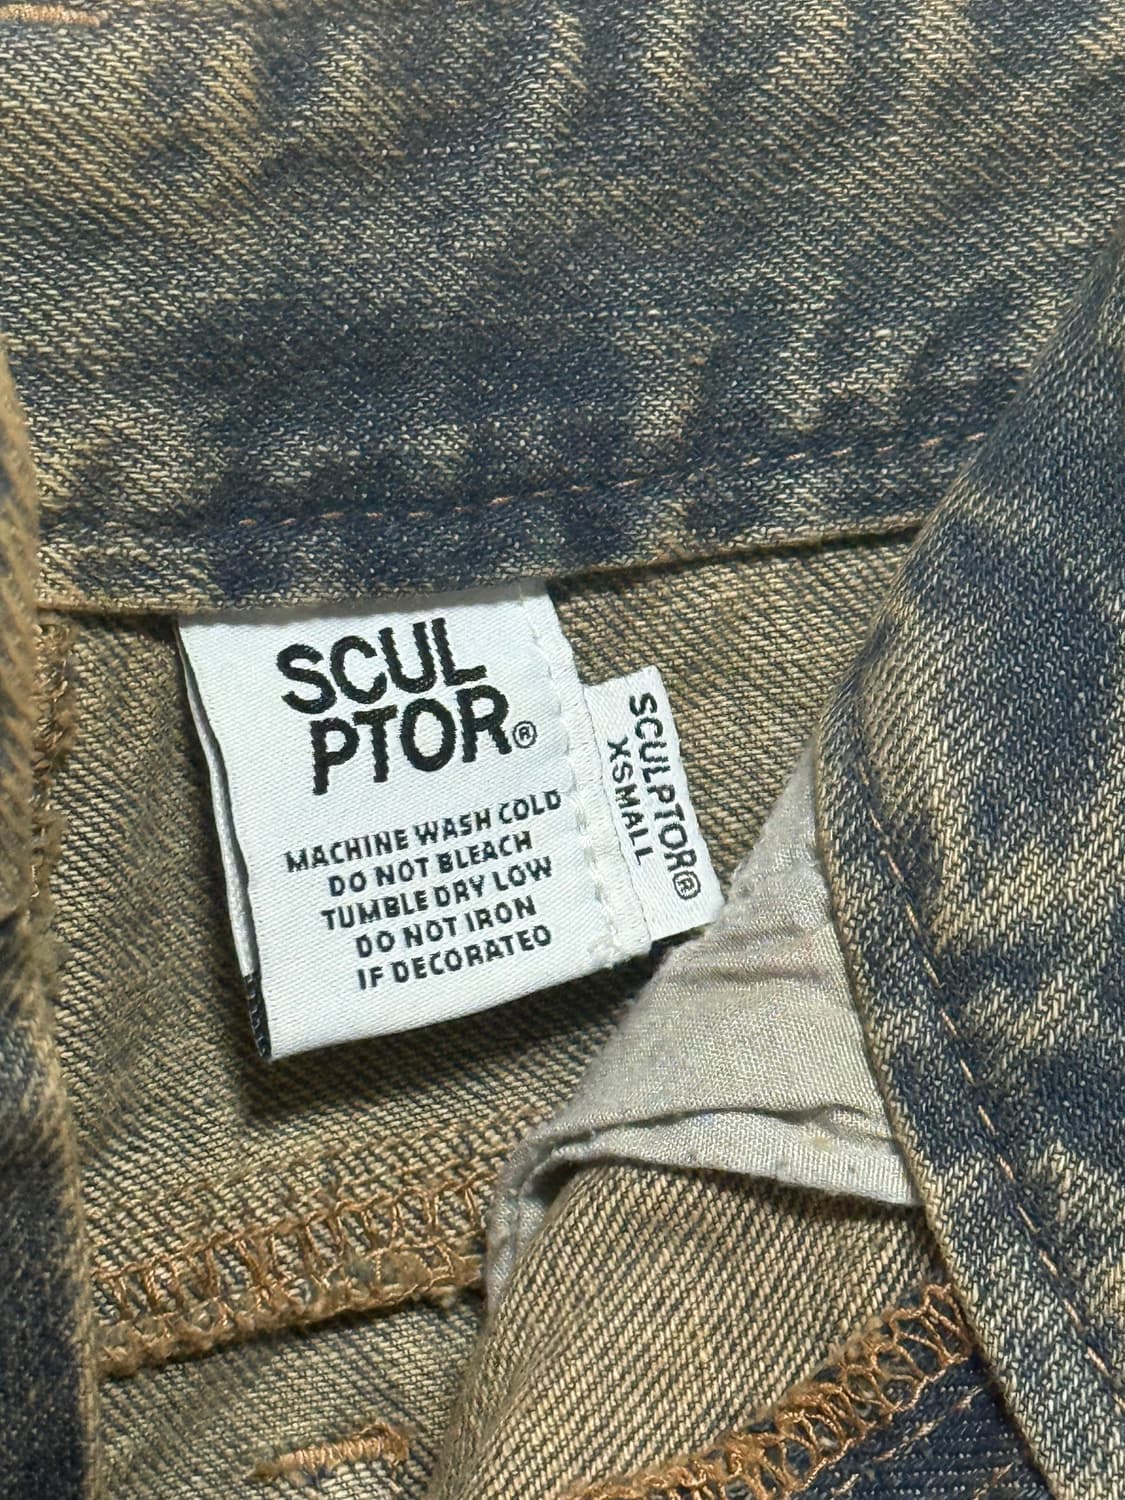 SCUL
PTOR®
MACHINE WASH COLD
DO NOT BLEACH
TUMBLE DRY LOW
DO NOT IRON
IF DECORATED
SCULPTOR®
XSMALL